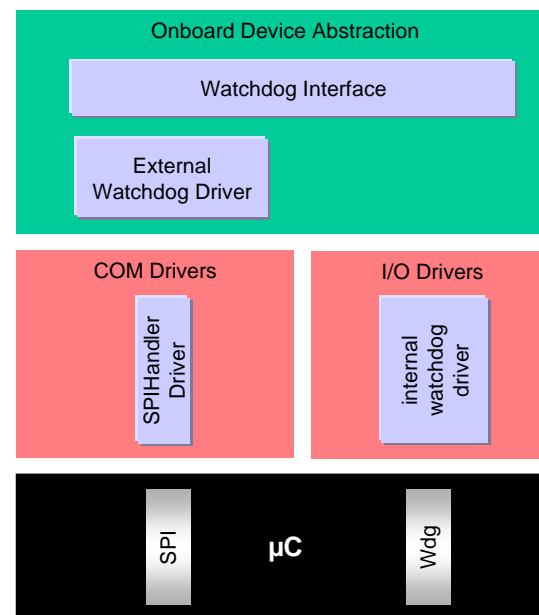 Onboard Device Abstraction
Watchdog Interface
External
Watchdog Driver
COM Drivers
I/O Drivers
SPIHandler
Driver
internal
watchdog
driver
SPI
µC
Wdg